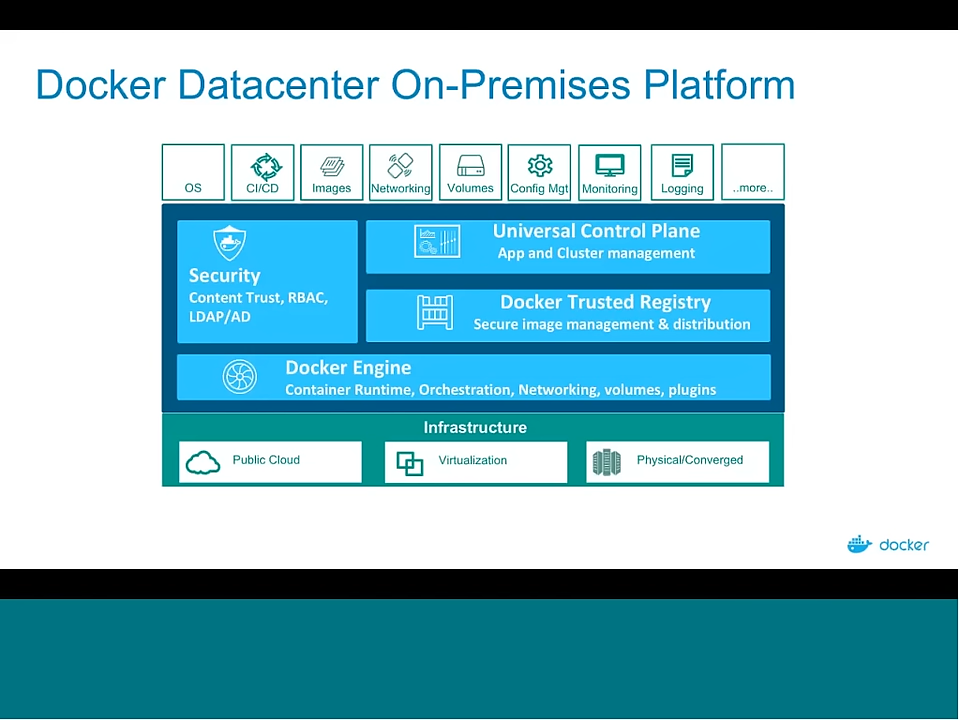 Docker Datacenter On-Premises Platform
OS
CI/CD
Images
Networking
Volumes
Config Mgt
Monitoring
Logging
..more..
Security
Content Trust, RBAC,
LDAP/AD
Universal Control Plane
App and Cluster management
Docker Trusted Registry
Secure image management & distribution
Docker Engine
Container Runtime, Orchestration, Networking, volumes, plugins
Infrastructure
Public Cloud
Virtualization
Physical/Converged
docker